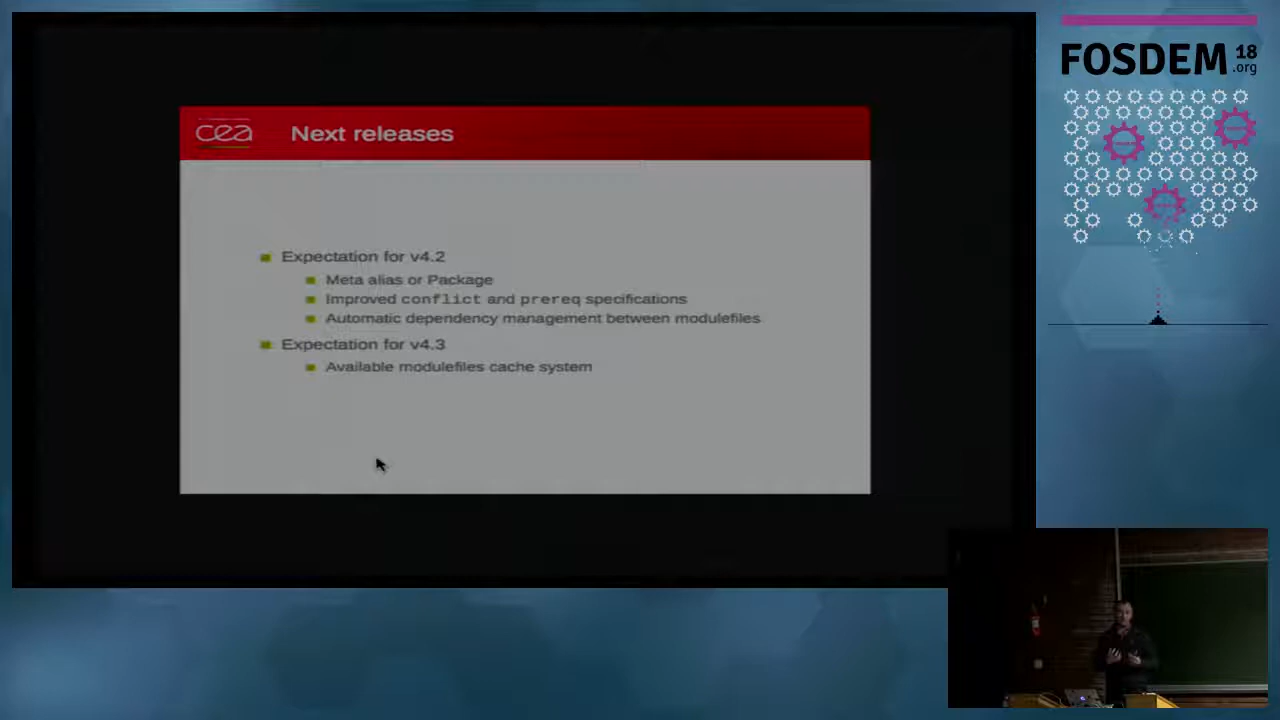 FOSDEM 18
.org
cea Next releases
Expectation for v4.2
Meta alias or Package
Improved conflict and prereq specifications
Automatic dependency management between modulefiles
Expectation for v4.3
Available modulefiles cache system